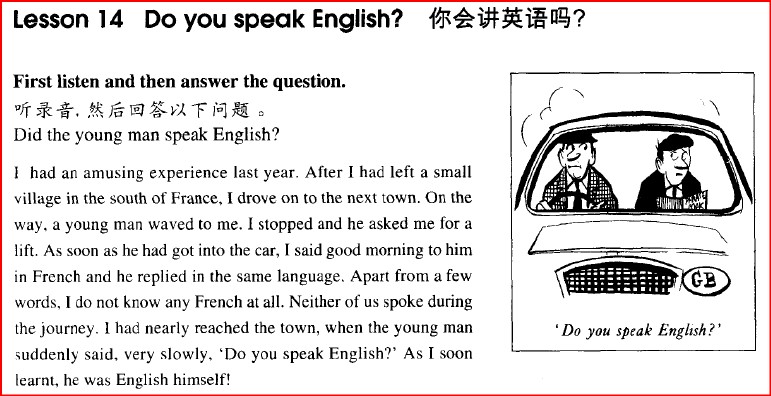 Lesson 14 Do you speak English? 你会讲英语吗?
First listen and then answer the question.
听录音,然后回答以下问题。
Did the young man speak English?
I had an amusing experience last year. After I had left a small
village in the south of France, I drove on to the next town. On the
way, a young man waved to me. I stopped and he asked me for a
lift. As soon as he had got into the car, I said good morning to him
in French and he replied in the same language. Apart from a few
words, I do not know any French at all. Neither of us spoke during
the journey. I had nearly reached the town, when the young man
suddenly said, very slowly, 'Do you speak English?' As I soon
learnt, he was English himself!
GB
'Do you speak English?'